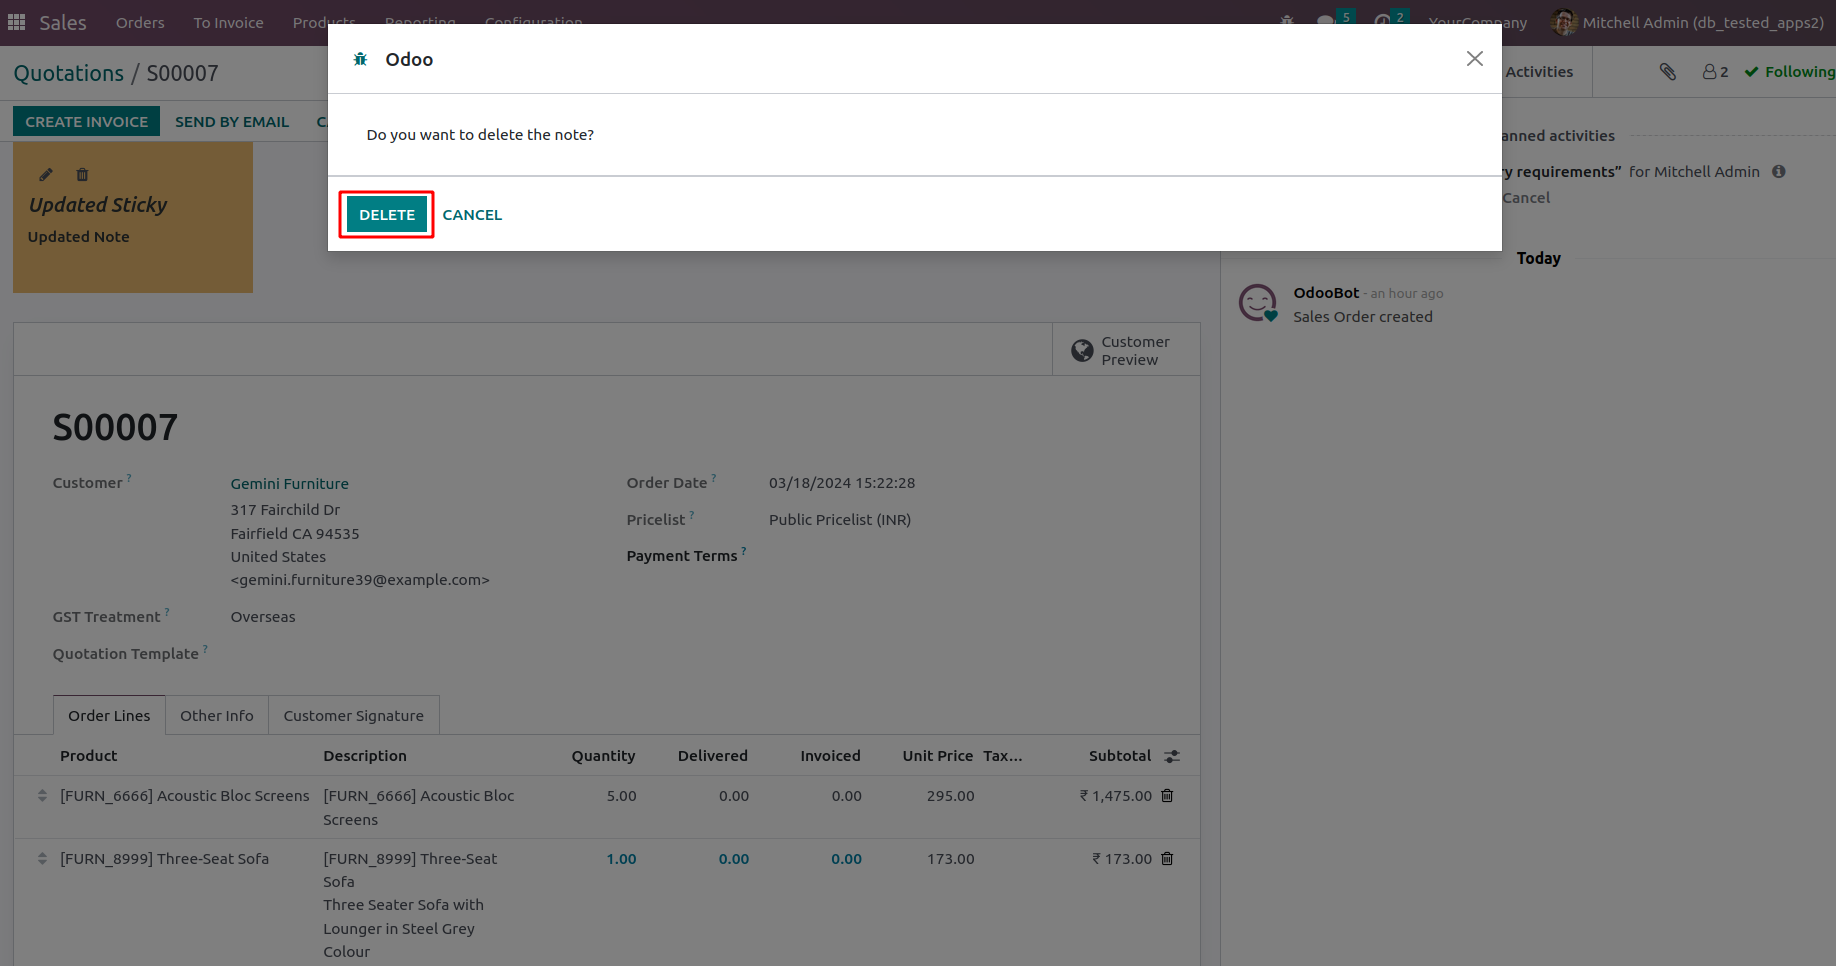 Sales Orders To Invoice Products Reporting Configuration 5 2 YourCompany Mitchell Admin (db_tested_apps2)
Quotations / S00007
Odoo
Activities 2 Following
CREATE INVOICE SEND BY EMAIL
Do you want to delete the note?
DELETE CANCEL
anned activities
y requirements” for Mitchell Admin
Cancel
Updated Sticky
Updated Note
Today
OdooBot - an hour ago
Sales Order created
Customer
Preview
S00007
Customer ? Gemini Furniture
317 Fairchild Dr
Fairfield CA 94535
United States
<gemini.furniture39@example.com>
GST Treatment ? Overseas
Quotation Template ?
Order Date ? 03/18/2024 15:22:28
Pricelist ? Public Pricelist (INR)
Payment Terms ?
Order Lines Other Info Customer Signature
Product Description Quantity Delivered Invoiced Unit Price Tax... Subtotal
[FURN_6666] Acoustic Bloc Screens [FURN_6666] Acoustic Bloc 5.00 0.00 0.00 295.00 ₹ 1,475.00
Screens
[FURN_8999] Three-Seat Sofa [FURN_8999] Three-Seat 1.00 0.00 0.00 173.00 ₹ 173.00
Sofa
Three Seater Sofa with
Lounger in Steel Grey
Colour